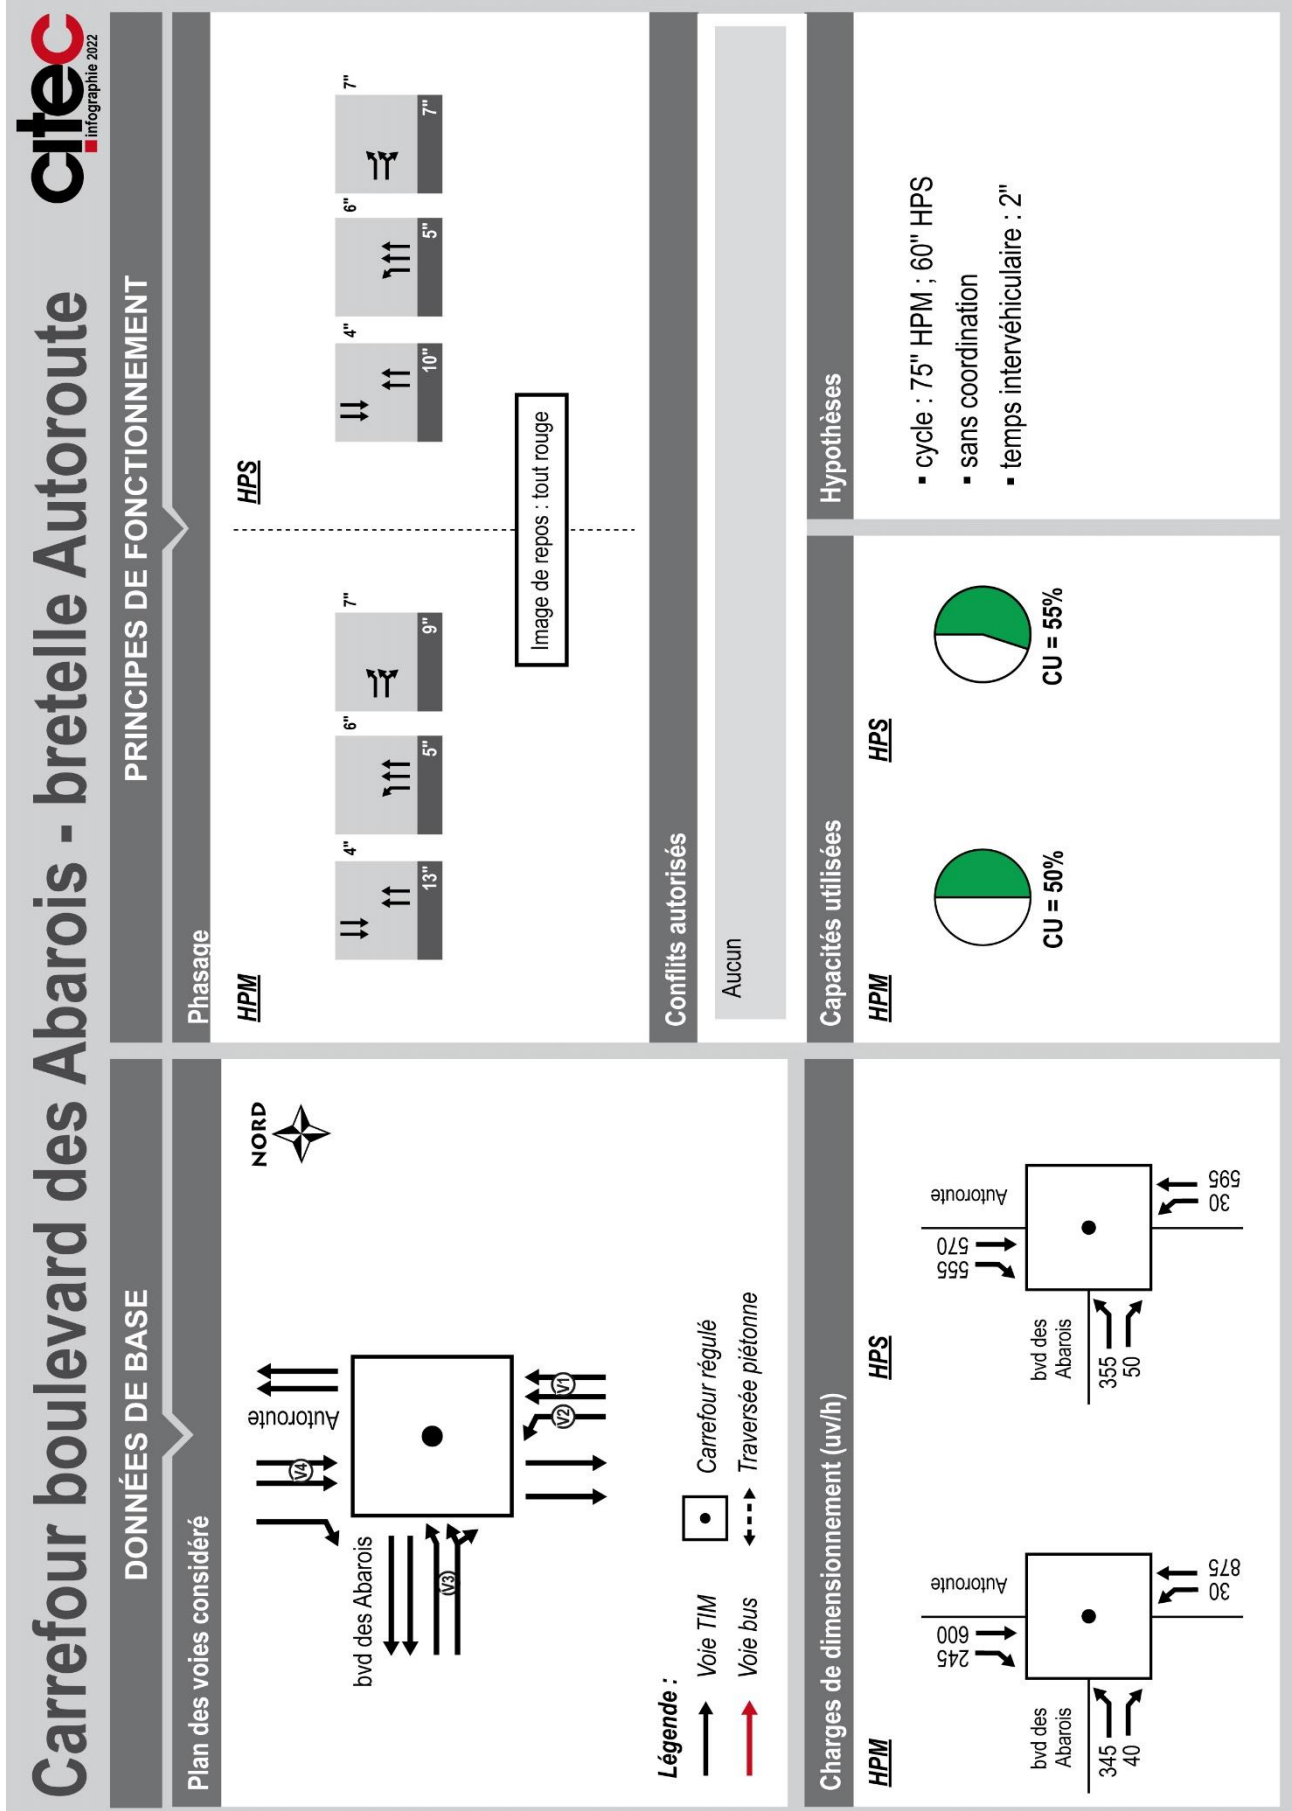 Carrefour boulevard des Abarois - bretelle Autoroute
citec
infographie 2022
DONNÉES DE BASE
Plan des voies considéré
NORD
Autoroute
V4
bvd des Abarois
V3
V2
V1
Légende :
Voie TIM
Carrefour régulé
Voie bus
Traversée piétonne
Charges de dimensionnement (uv/h)
HPM
245
600
Autoroute
bvd des
Abarois
345
40
30
875
HPS
555
570
Autoroute
bvd des
Abarois
355
50
30
595
PRINCIPES DE FONCTIONNEMENT
Phasage
HPM
4"
6"
7"
13"
5"
9"
HPS
4"
6"
7"
10"
5"
7"
Image de repos : tout rouge
Conflits autorisés
Aucun
Capacités utilisées
HPM
CU = 50%
HPS
CU = 55%
Hypothèses
▪ cycle : 75" HPM ; 60" HPS
▪ sans coordination
▪ temps intervéhiculaire : 2"